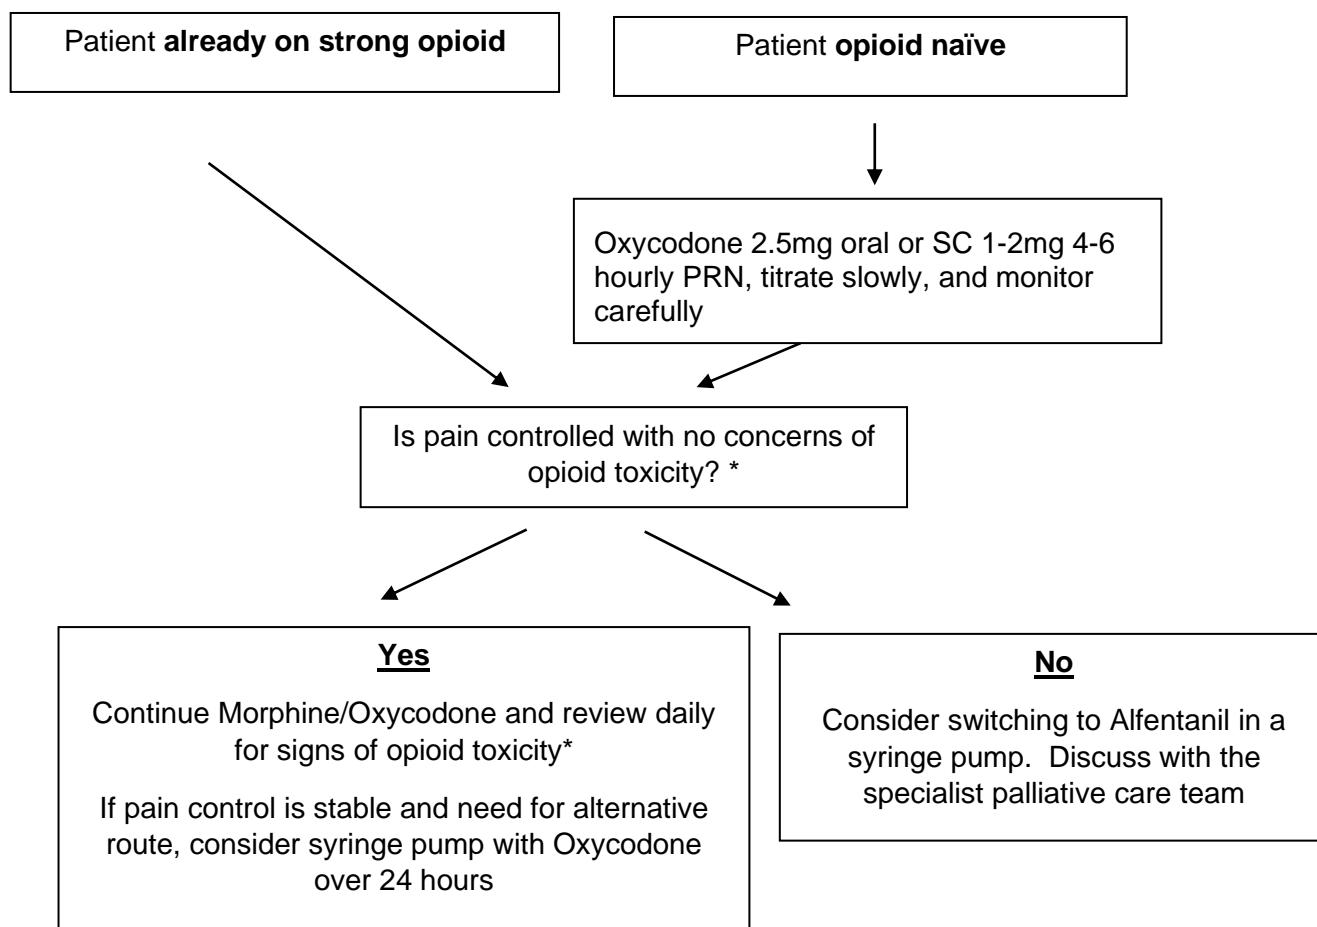 Patient already on strong opioid
Patient opioid naïve
Oxycodone 2.5mg oral or SC 1-2mg 4-6
hourly PRN, titrate slowly, and monitor
carefully
Is pain controlled with no concerns of
opioid toxicity? *
Yes
Continue Morphine/Oxycodone and review daily
for signs of opioid toxicity*
If pain control is stable and need for alternative
route, consider syringe pump with Oxycodone
over 24 hours
No
Consider switching to Alfentanil in a
syringe pump.  Discuss with the
specialist palliative care team